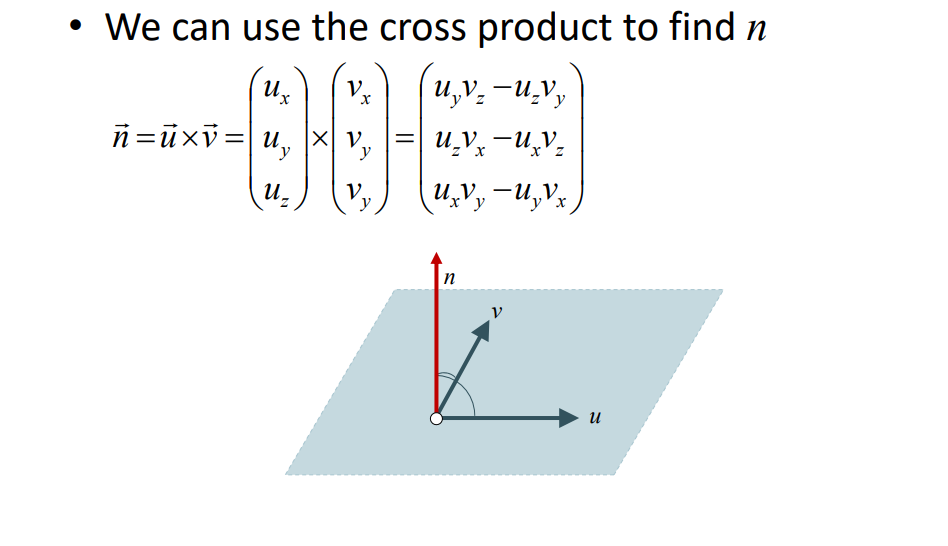 • We can use the cross product to find n
n⃗ = u⃗ × v⃗ = (u_x u_y u_z) × (v_x v_y v_y) = (u_y v_z − u_z v_y u_z v_x − u_x v_z u_x v_y − u_y v_x)
n
v
u